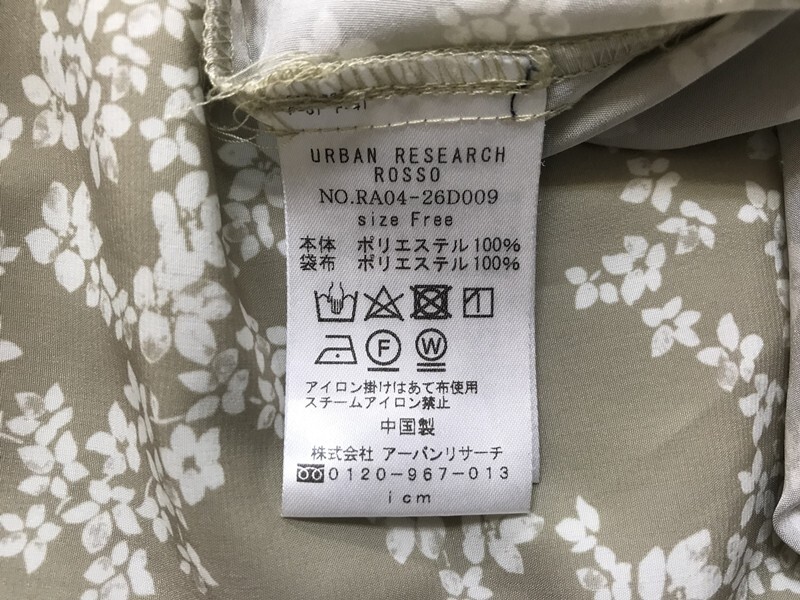 URBAN RESEARCH
ROSSO
NO.RA04-26D009
size Free
本体 ポリエステル100%
袋布 ポリエステル100%
F W
アイロン掛けはあて布使用
スチームアイロン禁止
中国製
株式会社 アーバンリサーチ
0120-967-013
icm